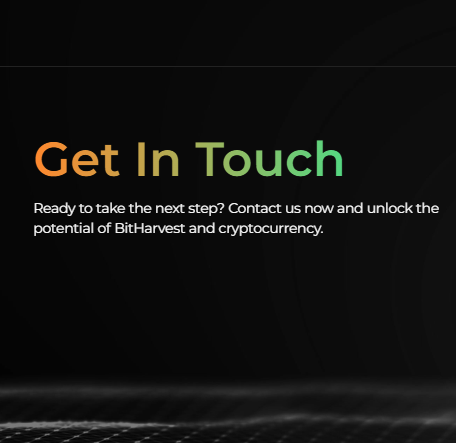 Get In Touch
Ready to take the next step? Contact us now and unlock the
potential of BitHarvest and cryptocurrency.